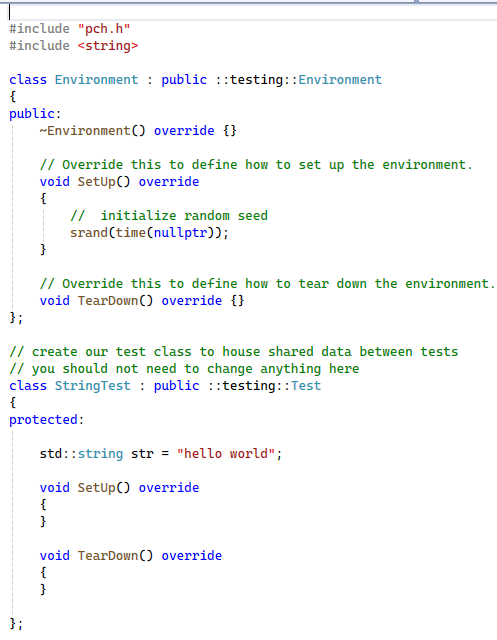 #include "pch.h"
#include <string>

class Environment : public ::testing::Environment
{
public:
    ~Environment() override {}

    // Override this to define how to set up the environment.
    void SetUp() override
    {
        //  initialize random seed
        srand(time(nullptr));
    }

    // Override this to define how to tear down the environment.
    void TearDown() override {}
};

// create our test class to house shared data between tests
// you should not need to change anything here
class StringTest : public ::testing::Test
{
protected:

    std::string str = "hello world";

    void SetUp() override
    {
    }

    void TearDown() override
    {
    }

};